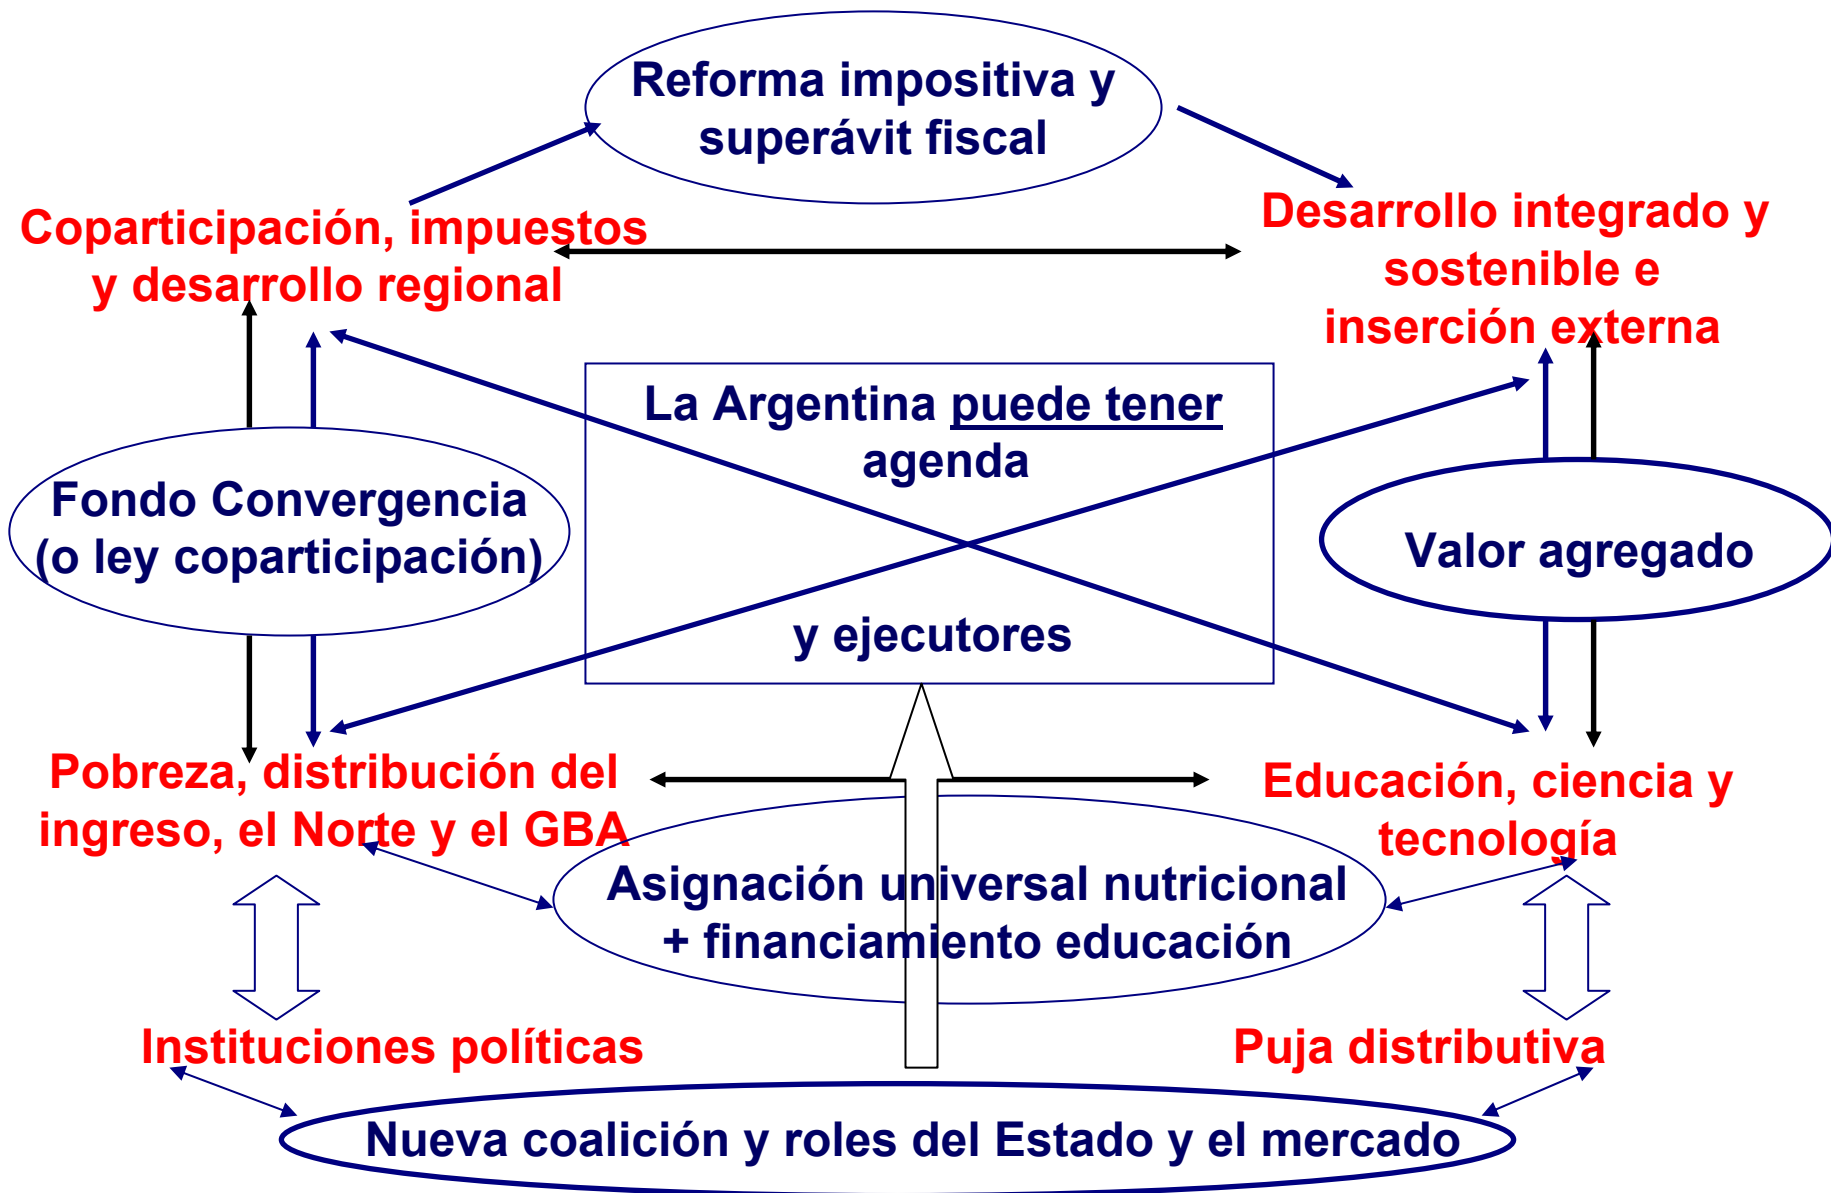 Reforma impositiva y
superávit fiscal
Coparticipación, impuestos
y desarrollo regional
Desarrollo integrado y
sostenible e
inserción externa
La Argentina puede tener
agenda
y ejecutores
Fondo Convergencia
(o ley coparticipación)
Valor agregado
Pobreza, distribución del
ingreso, el Norte y el GBA
Educación, ciencia y
tecnología
Asignación universal nutricional
+ financiamiento educación
Instituciones políticas
Puja distributiva
Nueva coalición y roles del Estado y el mercado